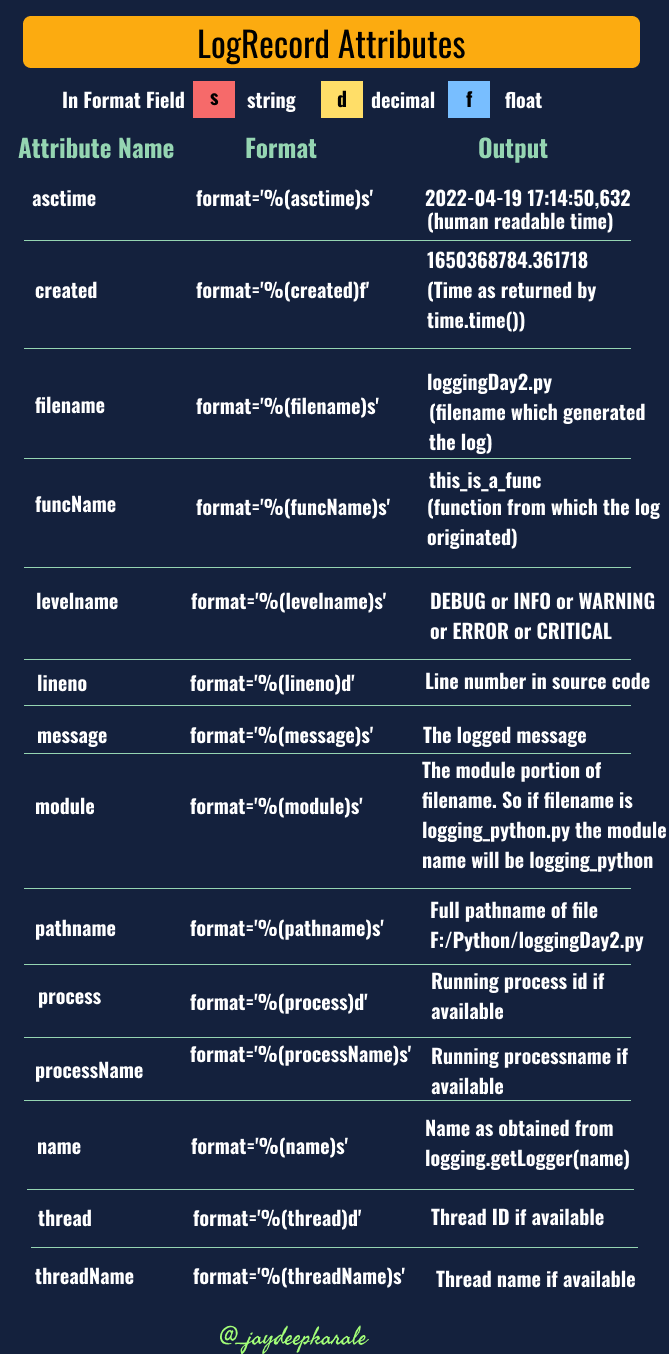 LogRecord Attributes
In Format Field s string d decimal f float
Attribute Name Format Output
asctime format='%(asctime)s' 2022-04-19 17:14:50,632
(human readable time)
1650368784.361718
created format='%(created)f' (Time as returned by
time.time())
loggingDay2.py
filename format='%(filename)s' (filename which generated
the log)
this_is_a_func
funcName format='%(funcName)s' (function from which the log
originated)
levelname format='%(levelname)s' DEBUG or INFO or WARNING
or ERROR or CRITICAL
lineno format='%(lineno)d' Line number in source code
message format='%(message)s' The logged message
The module portion of
module format='%(module)s' filename. So if filename is
logging_python.py the module
name will be logging_python
Full pathname of file
pathname format='%(pathname)s' F:/Python/loggingDay2.py
process format='%(process)d' Running process id if
available
processName format='%(processName)s' Running processname if
available
name format='%(name)s' Name as obtained from
logging.getLogger(name)
thread format='%(thread)d' Thread ID if available
threadName format='%(threadName)s' Thread name if available
@_jaydeepkarale